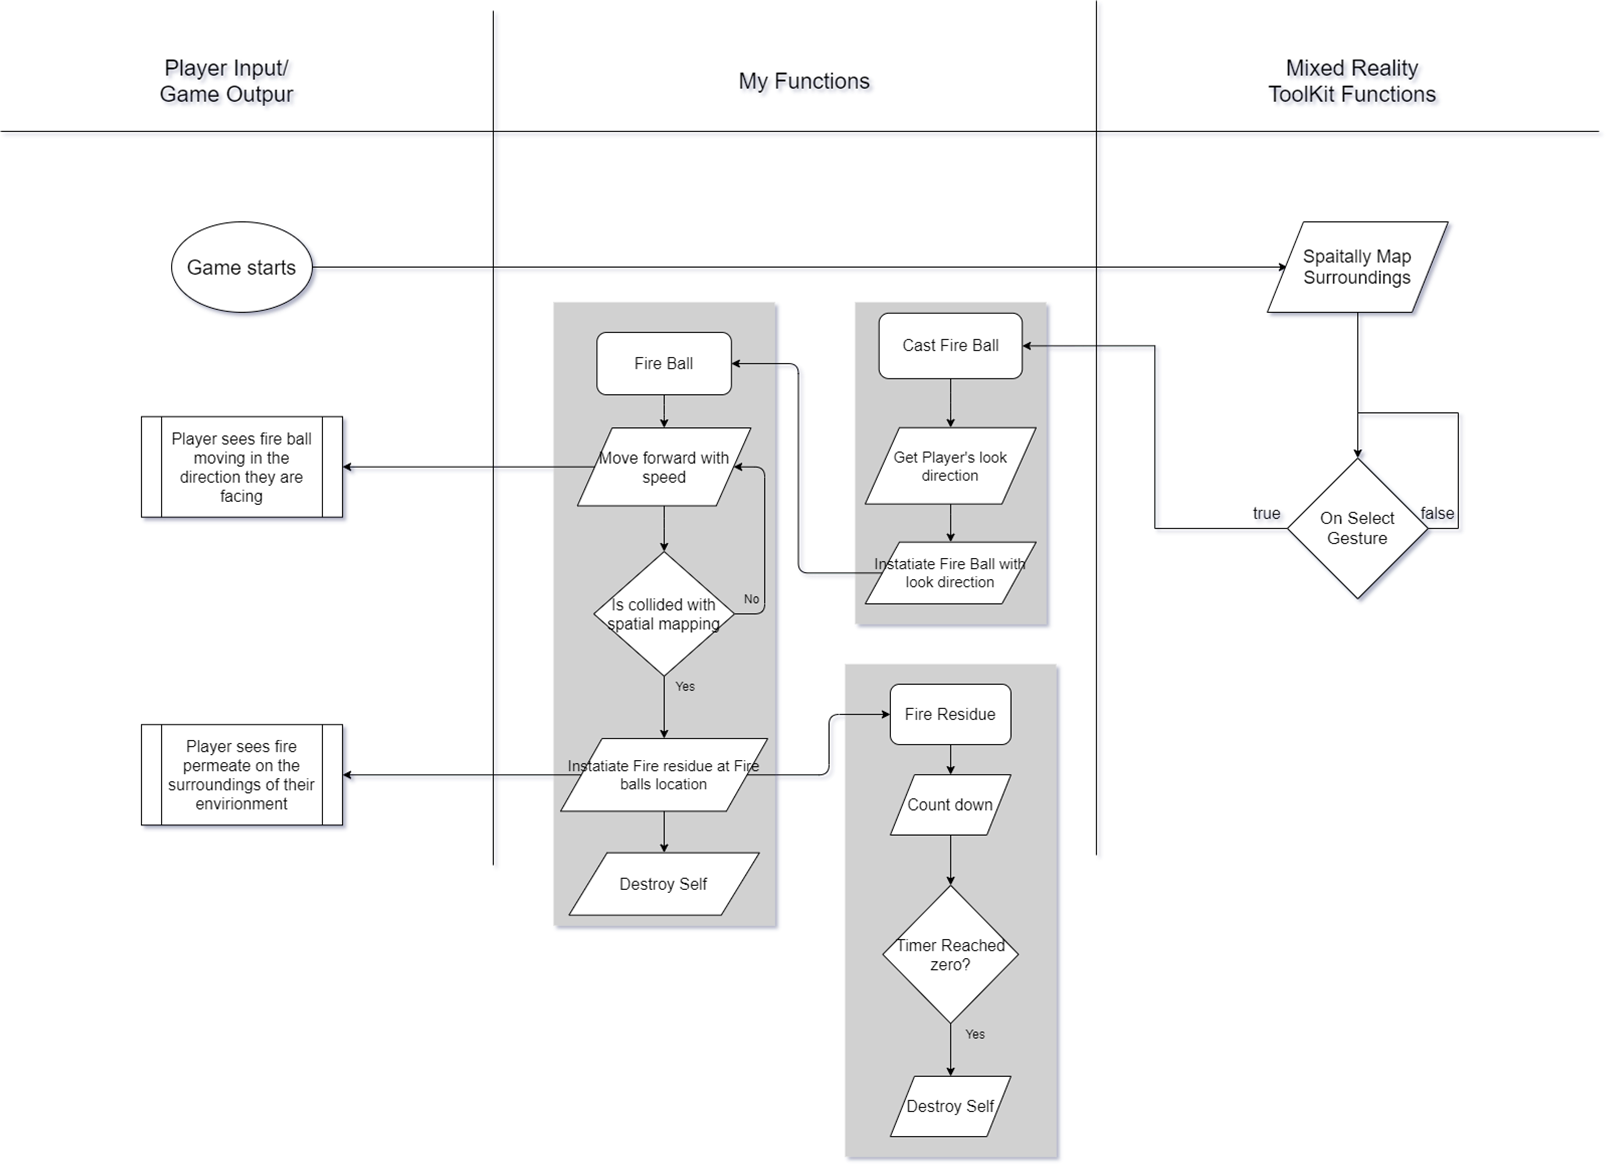 Player Input/
Game Outpur
My Functions
Mixed Reality
ToolKit Functions
Game starts
Spaitally Map
Surroundings
Fire Ball
Cast Fire Ball
Player sees fire ball
moving in the
direction they are
facing
Move forward with
speed
Get Player's look
direction
true
On Select
Gesture
false
Instatiate Fire Ball with
look direction
Is collided with
spatial mapping
No
Yes
Fire Residue
Player sees fire
permeate on the
surroundings of their
envirionment
Instatiate Fire residue at Fire
balls location
Count down
Destroy Self
Timer Reached
zero?
Yes
Destroy Self